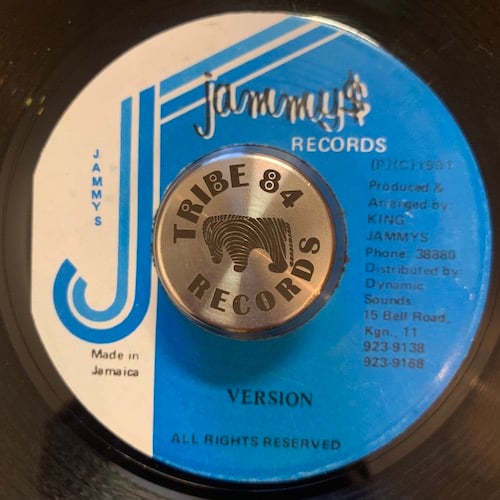 jammy$
RECORDS
(P)(C)1991
Produced &
Arranged by:
KING
JAMMYS
Phone: 38880
Distributed by:
Dynamic
Sounds
15 Bell Road,
Kgn., 11
923-9138
923-9168
JAMMYS
Made in
Jamaica
TRIBE 84
RECORDS
VERSION
ALL RIGHTS RESERVED